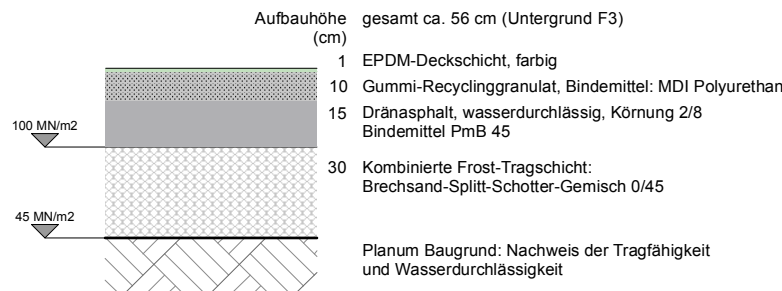 Aufbauhöhe gesamt ca. 56 cm (Untergrund F3)
(cm)
1 EPDM-Deckschicht, farbig
10 Gummi-Recyclinggranulat, Bindemittel: MDI Polyurethan
15 Dränasphalt, wasserdurchlässig, Körnung 2/8
Bindemittel PmB 45
100 MN/m2
30 Kombinierte Frost-Tragschicht:
Brechsand-Splitt-Schotter-Gemisch 0/45
45 MN/m2
Planum Baugrund: Nachweis der Tragfähigkeit
und Wasserdurchlässigkeit